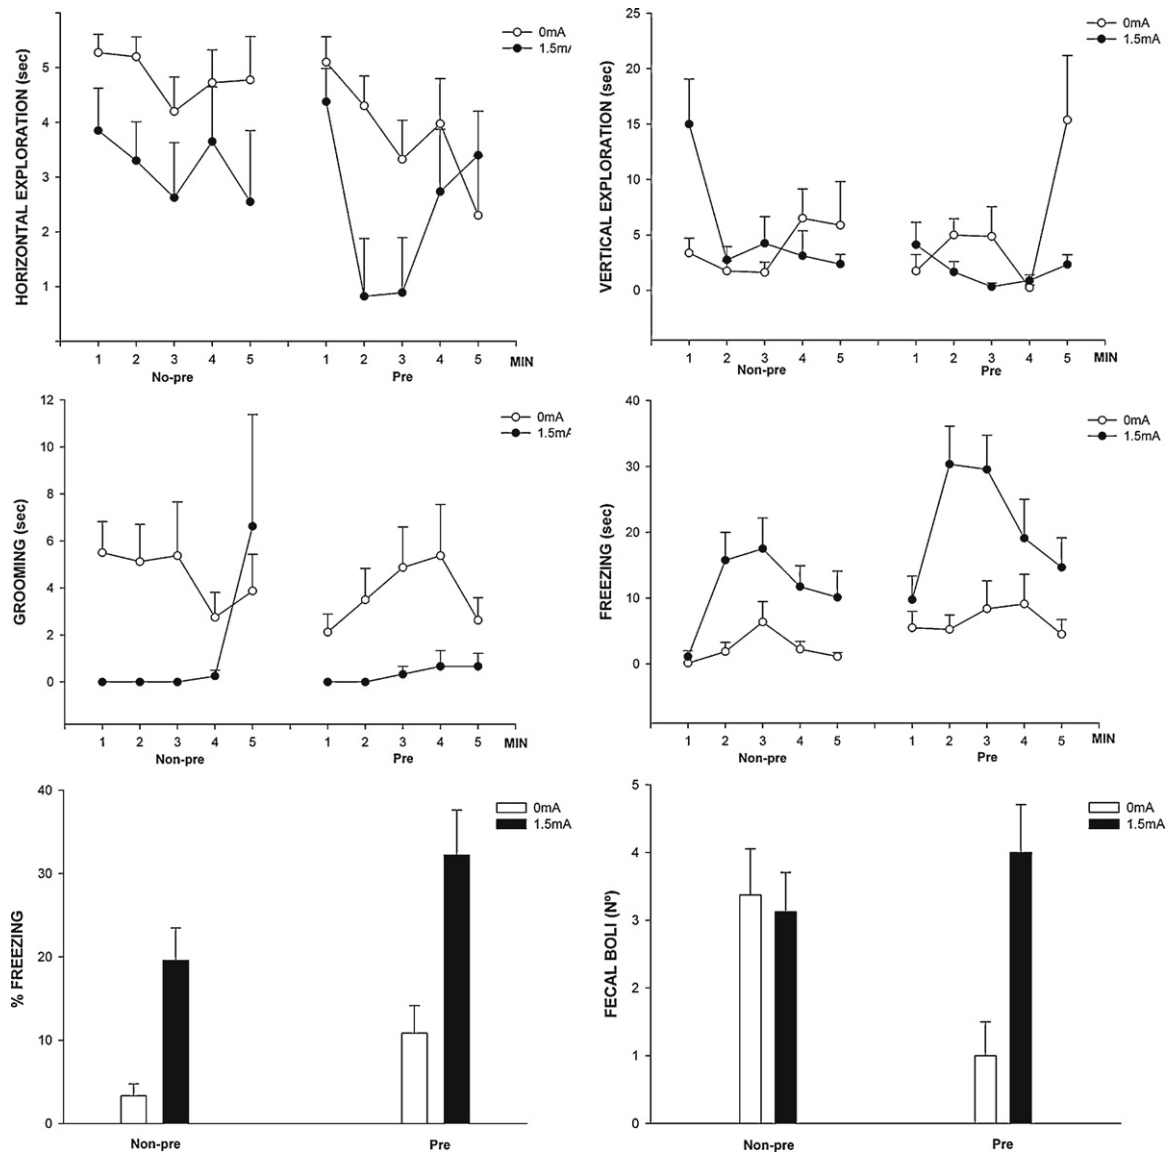 HORIZONTAL EXPLORATION (sec)
5
4
3
2
1
0mA
1.5mA
1 2 3 4 5 1 2 3 4 5 MIN
No-pre Pre
VERTICAL EXPLORATION (sec)
25
20
15
10
5
0
0mA
1.5mA
1 2 3 4 5 1 2 3 4 5 MIN
Non-pre Pre
GROOMING (sec)
12
10
8
6
4
2
0
0mA
1.5mA
1 2 3 4 5 1 2 3 4 5 MIN
Non-pre Pre
FREEZING (sec)
40
30
20
10
0
0mA
1.5mA
1 2 3 4 5 1 2 3 4 5 MIN
Non-pre Pre
% FREEZING
40
30
20
10
0
0mA
1.5mA
Non-pre Pre
FECAL BOLI (Nº)
5
4
3
2
1
0
0mA
1.5mA
Non-pre Pre